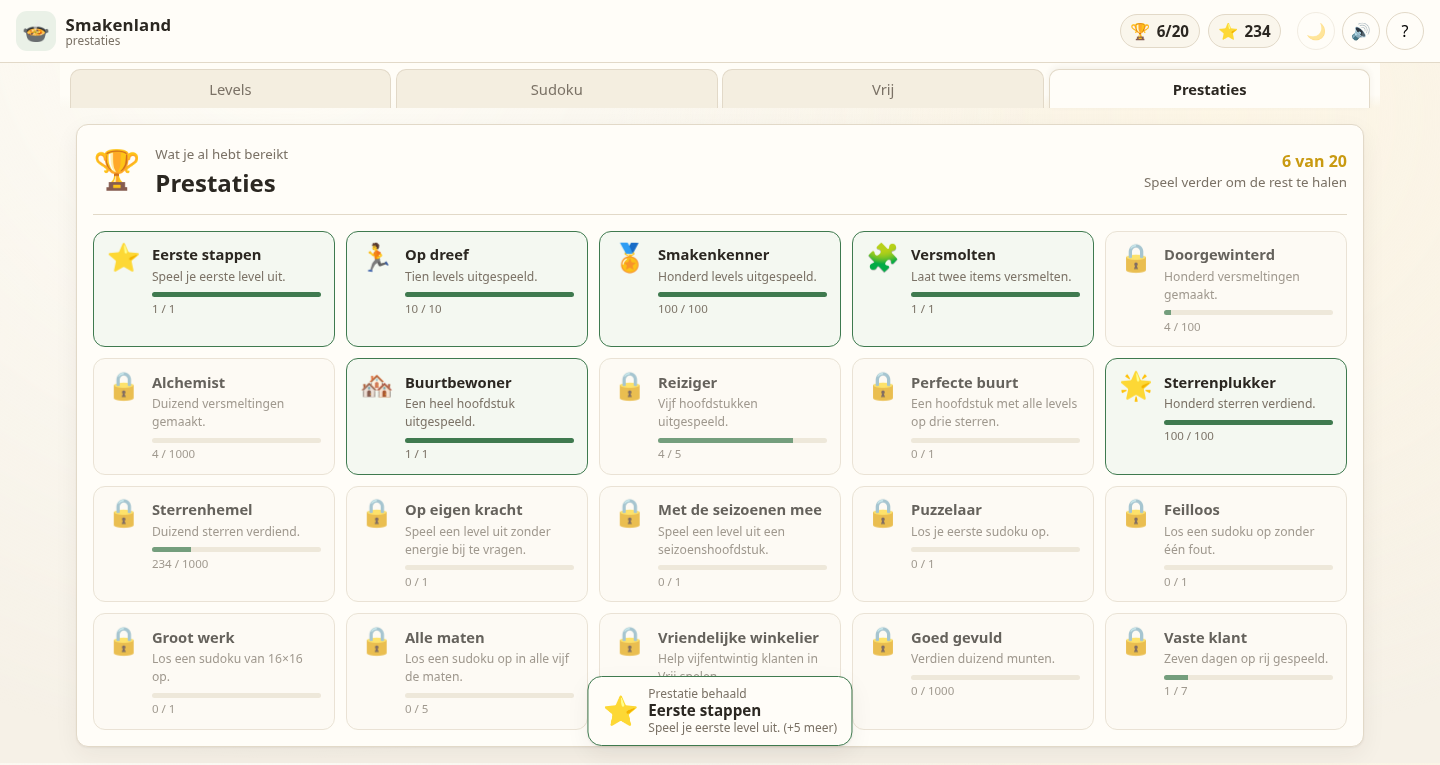 Smakenland
prestaties
6/20
234
?
Levels
Sudoku
Vrij
Prestaties
Wat je al hebt bereikt
Prestaties
6 van 20
Speel verder om de rest te halen
Eerste stappen
Speel je eerste level uit.
1 / 1
Op dreef
Tien levels uitgespeeld.
10 / 10
Smakenkenner
Honderd levels uitgespeeld.
100 / 100
Versmolten
Laat twee items versmelten.
1 / 1
Doorgewinterd
Honderd versmeltingen
gemaakt.
4 / 100
Alchemist
Duizend versmeltingen
gemaakt.
4 / 1000
Buurtbewoner
Een heel hoofdstuk
uitgespeeld.
1 / 1
Reiziger
Vijf hoofdstukken
uitgespeeld.
4 / 5
Perfecte buurt
Een hoofdstuk met alle levels
op drie sterren.
0 / 1
Sterrenplukker
Honderd sterren verdiend.
100 / 100
Sterrenhemel
Duizend sterren verdiend.
234 / 1000
Op eigen kracht
Speel een level uit zonder
energie bij te vragen.
0 / 1
Met de seizoenen mee
Speel een level uit een
seizoenshoofdstuk.
0 / 1
Puzzelaar
Los je eerste sudoku op.
0 / 1
Feilloos
Los een sudoku op zonder
één fout.
0 / 1
Groot werk
Los een sudoku van 16×16
op.
0 / 1
Alle maten
Los een sudoku op in alle vijf
de maten.
0 / 5
Vriendelijke winkelier
Help vijfentwintig klanten in
Vrij spelen.
Goed gevuld
Verdien duizend munten.
0 / 1000
Vaste klant
Zeven dagen op rij gespeeld.
1 / 7
Prestatie behaald
Eerste stappen
Speel je eerste level uit. (+5 meer)